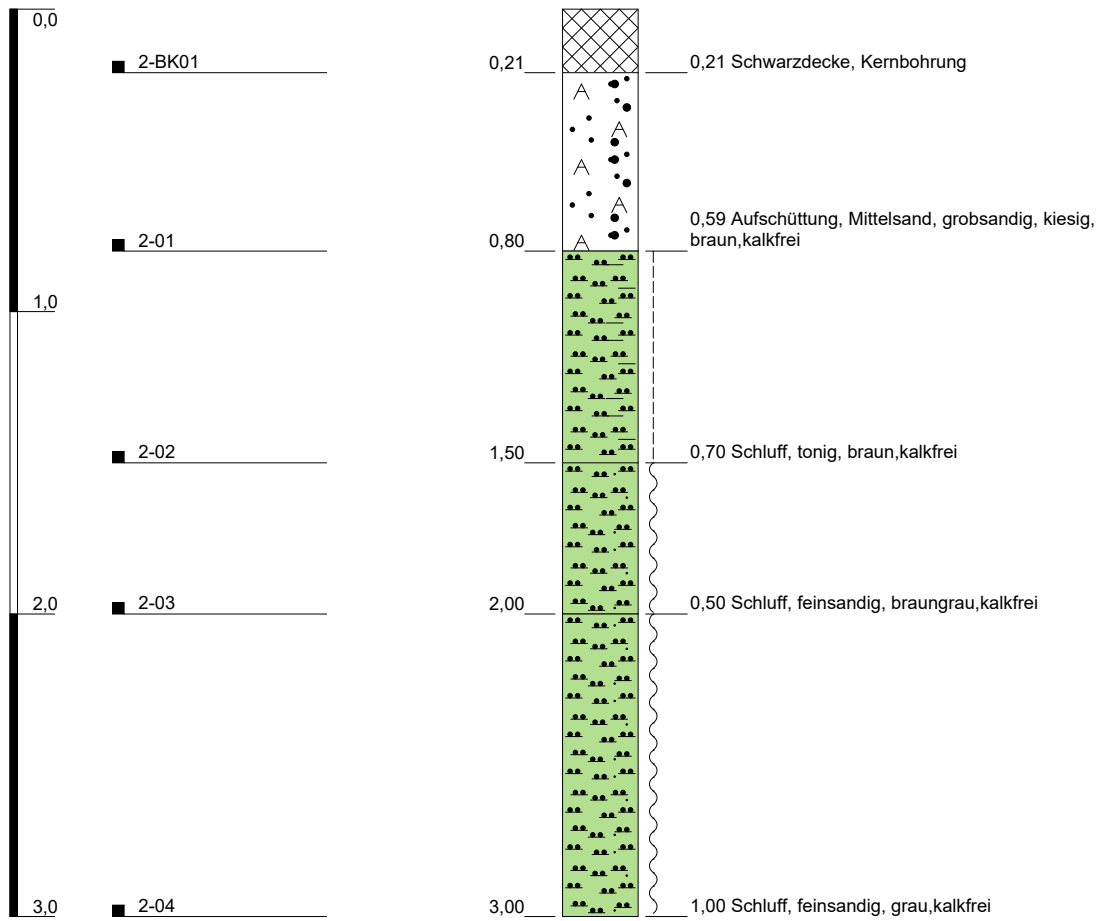 0,0
2-BK01 0,21 0,21 Schwarzdecke, Kernbohrung
0,59 Aufschüttung, Mittelsand, grobsandig, kiesig,
2-01 0,80 braun,kalkfrei
1,0
2-02 1,50 0,70 Schluff, tonig, braun,kalkfrei
2,0 2-03 2,00 0,50 Schluff, feinsandig, braungrau,kalkfrei
3,0 2-04 3,00 1,00 Schluff, feinsandig, grau,kalkfrei